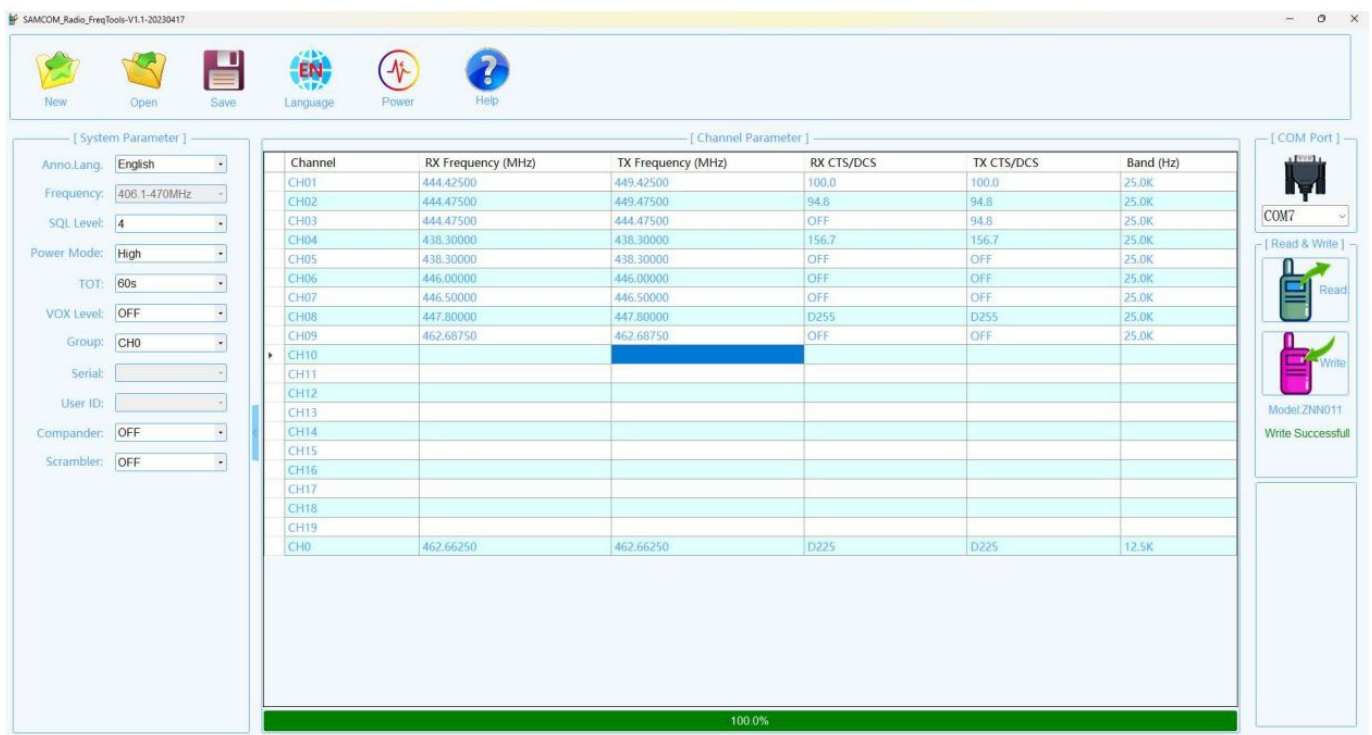 SAMCOM_Radio_FreqTools-V1.1-20230417
New Open Save Language Power Help
EN
[ System Parameter ]
Anno.Lang. English
Frequency: 406.1-470MHz
SQL Level: 4
Power Mode: High
TOT: 60s
VOX Level: OFF
Group: CH0
Serial:
User ID:
Compander: OFF
Scrambler: OFF
[ Channel Parameter ]
Channel RX Frequency (MHz) TX Frequency (MHz) RX CTS/DCS TX CTS/DCS Band (Hz)
CH01 444.42500 449.42500 100.0 100.0 25.0K
CH02 444.47500 449.47500 94.8 94.8 25.0K
CH03 444.47500 444.47500 OFF 94.8 25.0K
CH04 438.30000 438.30000 156.7 156.7 25.0K
CH05 438.30000 438.30000 OFF OFF 25.0K
CH06 446.00000 446.00000 OFF OFF 25.0K
CH07 446.50000 446.50000 OFF OFF 25.0K
CH08 447.80000 447.80000 D255 D255 25.0K
CH09 462.68750 462.68750 OFF OFF 25.0K
CH10
CH11
CH12
CH13
CH14
CH15
CH16
CH17
CH18
CH19
CH0 462.66250 462.66250 D225 D225 12.5K
100.0%
[ COM Port ]
COM7
[ Read & Write ]
Read
Write
Model:ZNN011
Write Successfull